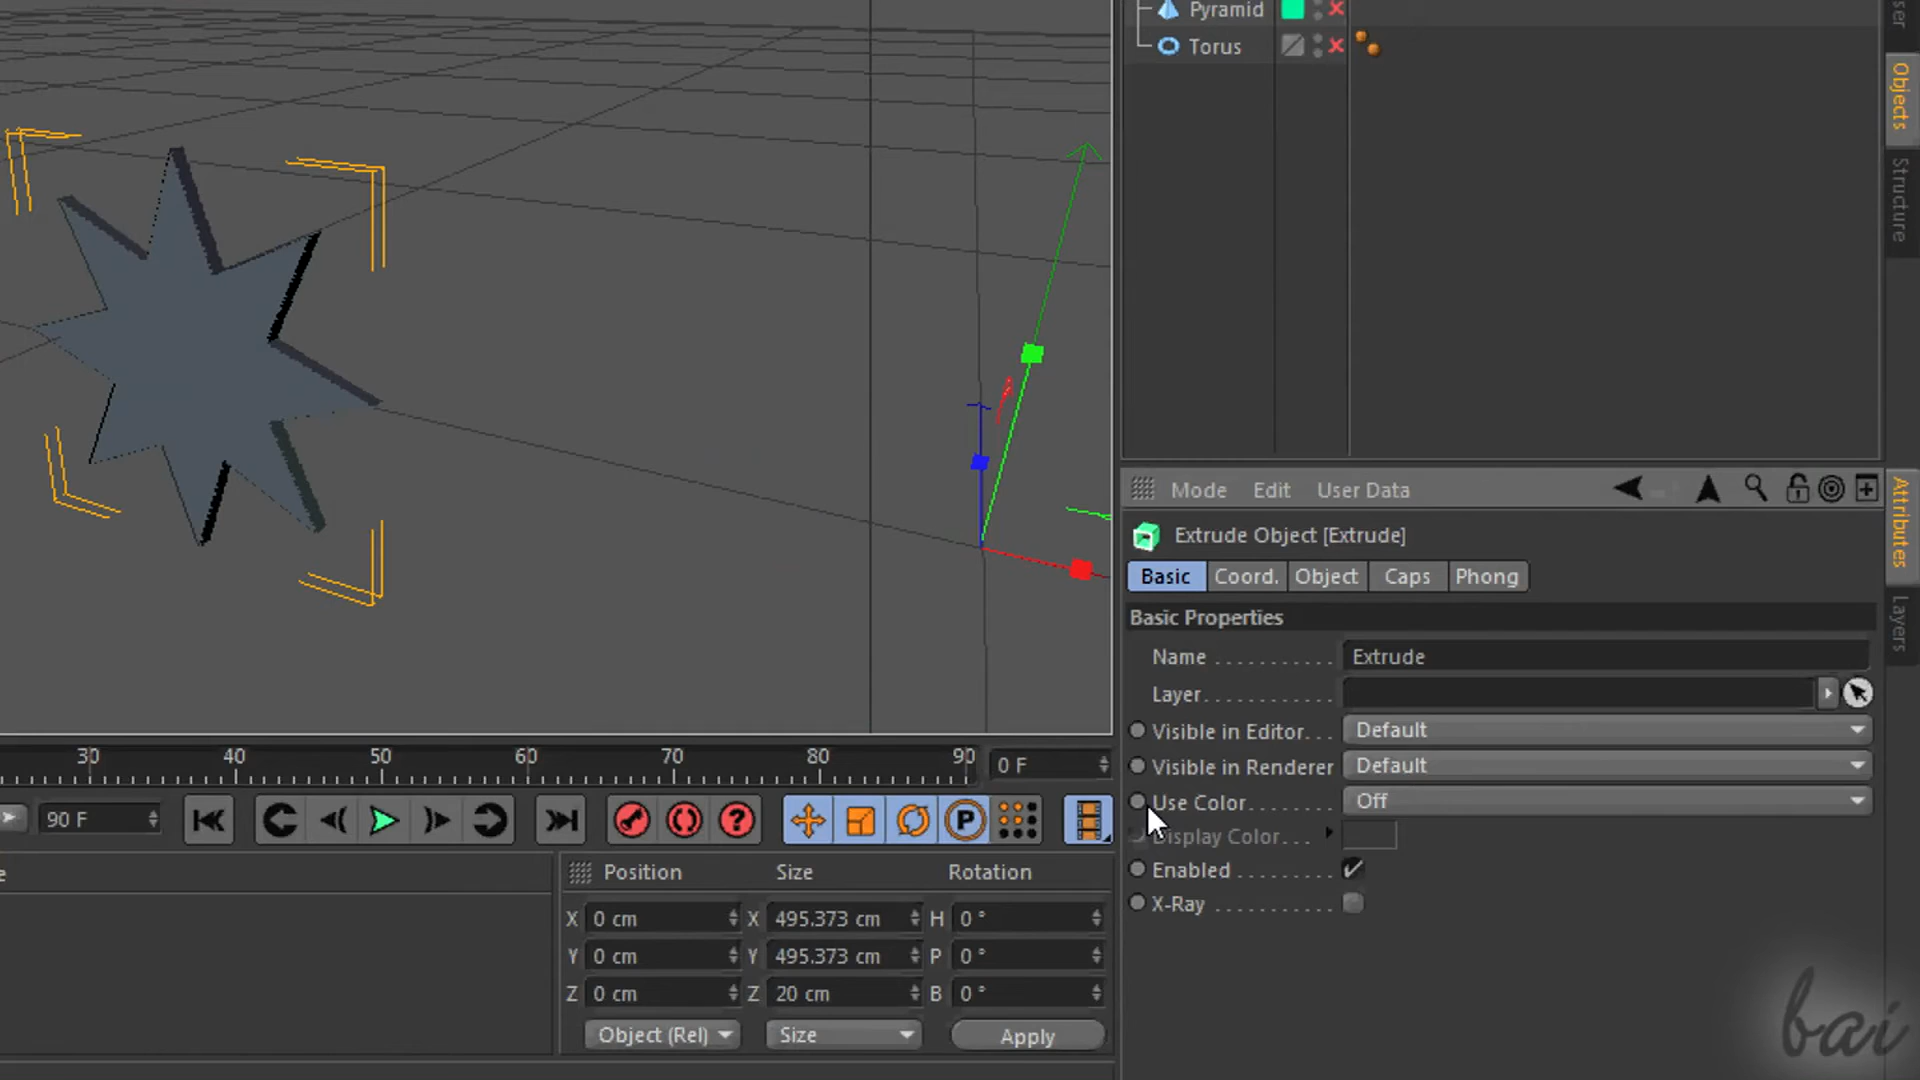 Pyramid
Torus
Objects
Structure
Mode Edit User Data
Attributes
Layers
Extrude Object [Extrude]
Basic Coord. Object Caps Phong
Basic Properties
Name . . . . . . . . . . . Extrude
Layer. . . . . . . . . . . .
Visible in Editor. . . Default
Visible in Renderer Default
Use Color. . . . . . . . Off
Display Color. . .
Enabled . . . . . . . . .
X-Ray . . . . . . . . . . .
30 40 50 60 70 80 90 0 F
90 F
P
Position Size Rotation
X 0 cm X 495.373 cm H 0 °
Y 0 cm Y 495.373 cm P 0 °
Z 0 cm Z 20 cm B 0 °
Object (Rel) Size Apply
bai